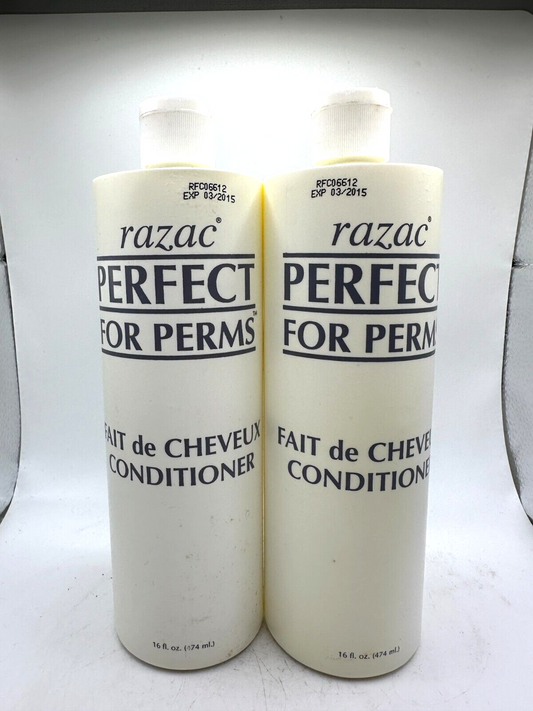 RFC06612
EXP 03/2015
razac®
PERFECT
FOR PERMS™
FAIT de CHEVEUX
CONDITIONER
16 fl. oz. (474 ml.)
RFC06612
EXP 03/2015
razac®
PERFECT
FOR PERM
FAIT de CHEVEU
CONDITIONE
16 fl. oz. (474 ml.)